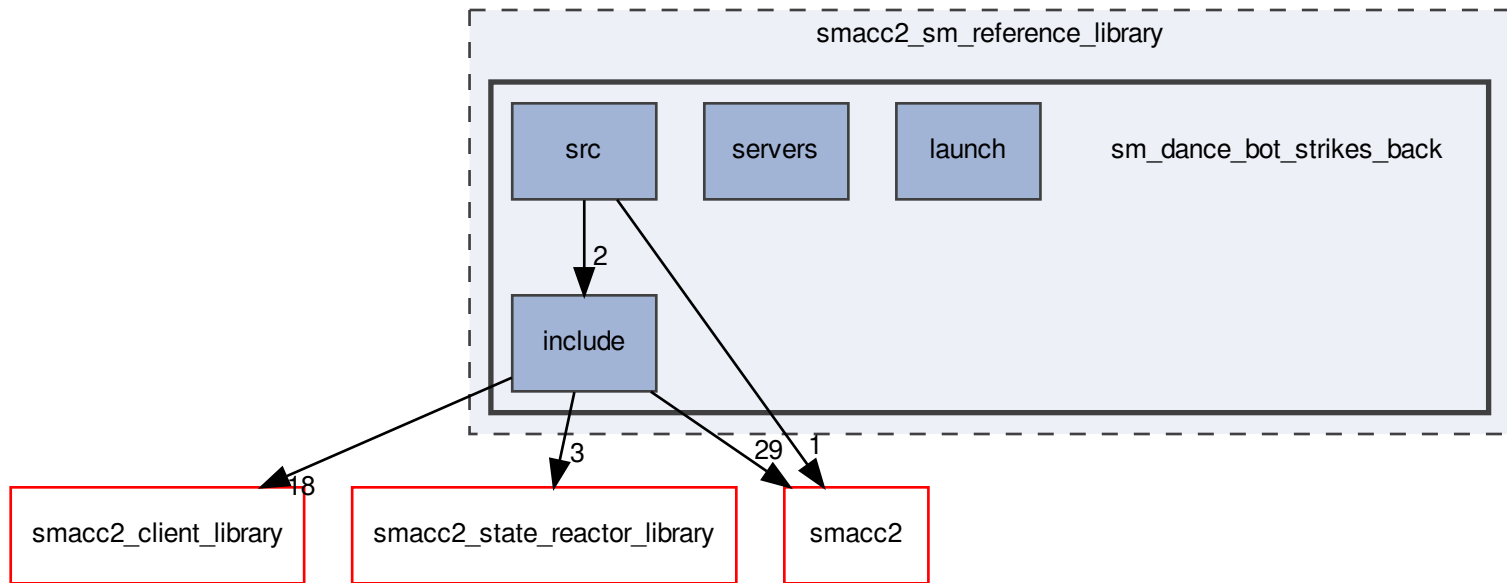 smacc2_sm_reference_library
src
servers
launch
sm_dance_bot_strikes_back
2
include
18
3
29
1
smacc2_client_library
smacc2_state_reactor_library
smacc2